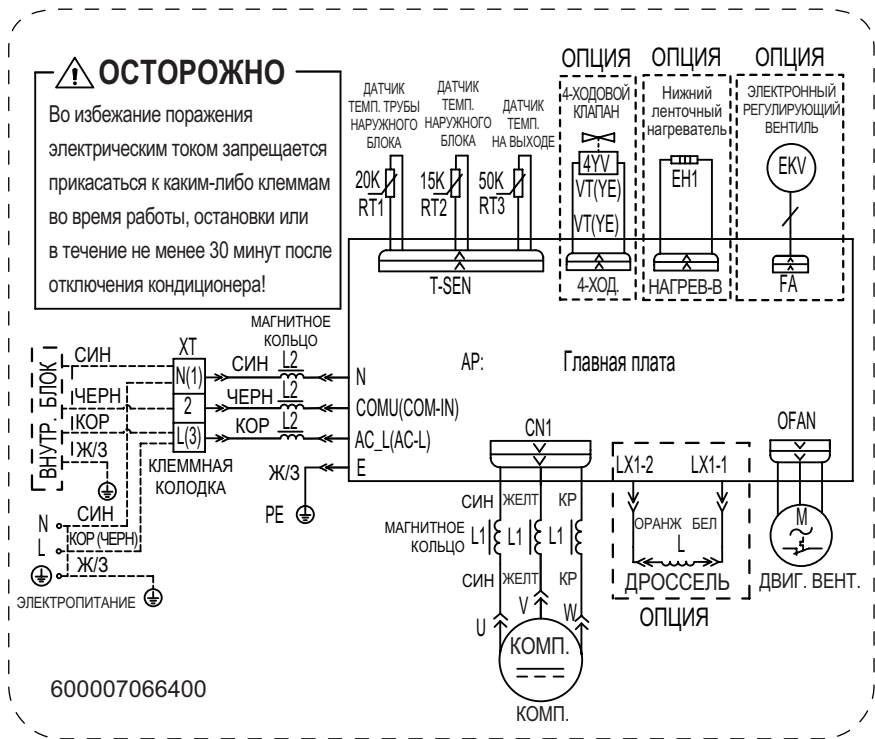 ОСТОРОЖНО
Во избежание поражения
электрическим током запрещается
прикасаться к каким-либо клеммам
во время работы, остановки или
в течение не менее 30 минут после
отключения кондиционера!
ДАТЧИК
ТЕМП. ТРУБЫ
НАРУЖНОГО
БЛОКА
20K
RT1
ДАТЧИК
ТЕМП.
НАРУЖНОГО
БЛОКА
15K
RT2
ДАТЧИК
ТЕМП.
НА ВЫХОДЕ
50K
RT3
T-SEN
ОПЦИЯ
4-ХОДОВОЙ
КЛАПАН
4YV
VT(YE)
VT(YE)
4-ХОД.
ОПЦИЯ
Нижний
ленточный
нагреватель
EH1
НАГРЕВ-В
ОПЦИЯ
ЭЛЕКТРОННЫЙ
РЕГУЛИРУЮЩИЙ
ВЕНТИЛЬ
EKV
FA
МАГНИТНОЕ
КОЛЬЦО
ВНУТР. БЛОК
СИН
ЧЕРН
КОР
Ж/З
XT
N(1)
2
L(3)
КЛЕММНАЯ
КОЛОДКА
СИН L2
ЧЕРН L2
КОР L2
Ж/З
PE
N
COMU(COM-IN)
AC_L(AC-L)
E
AP: Главная плата
N СИН
L КОР (ЧЕРН)
Ж/З
ЭЛЕКТРОПИТАНИЕ
CN1
СИН ЖЕЛТ КР
МАГНИТНОЕ
КОЛЬЦО
L1 L1 L1
СИН ЖЕЛТ КР
U V W
КОМП.
КОМП.
LX1-2 LX1-1
ОРАНЖ БЕЛ
L
ДРОССЕЛЬ
ОПЦИЯ
OFAN
M
ДВИГ. ВЕНТ.
600007066400